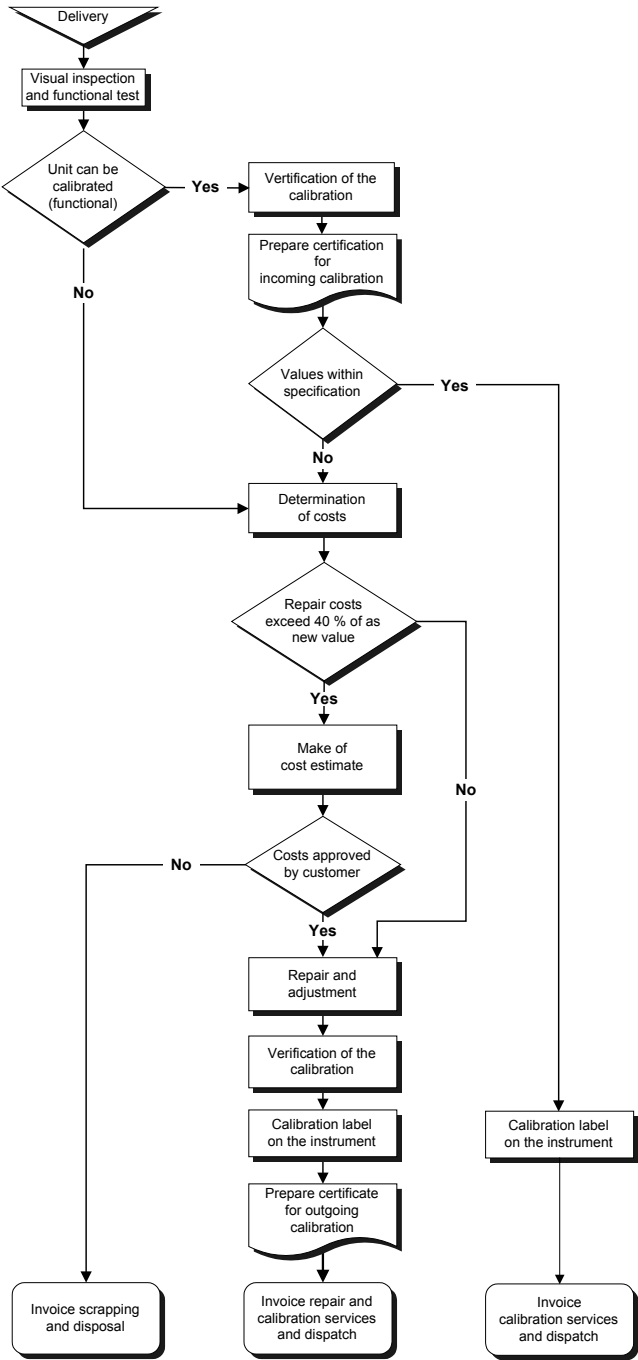 Delivery
Visual inspection
and functional test
Unit can be
calibrated
(functional)
Yes
Vertification of the
calibration
Prepare certification
for
incoming calibration
No
Values within
specification
Yes
No
Determination
of costs
Repair costs
exceed 40 % of as
new value
Yes
Make of
cost estimate
No
Costs approved
by customer
No
Yes
Repair and
adjustment
Verification of the
calibration
Calibration label
on the instrument
Calibration label
on the instrument
Prepare certificate
for outgoing
calibration
Invoice scrapping
and disposal
Invoice repair and
calibration services
and dispatch
Invoice
calibration services
and dispatch